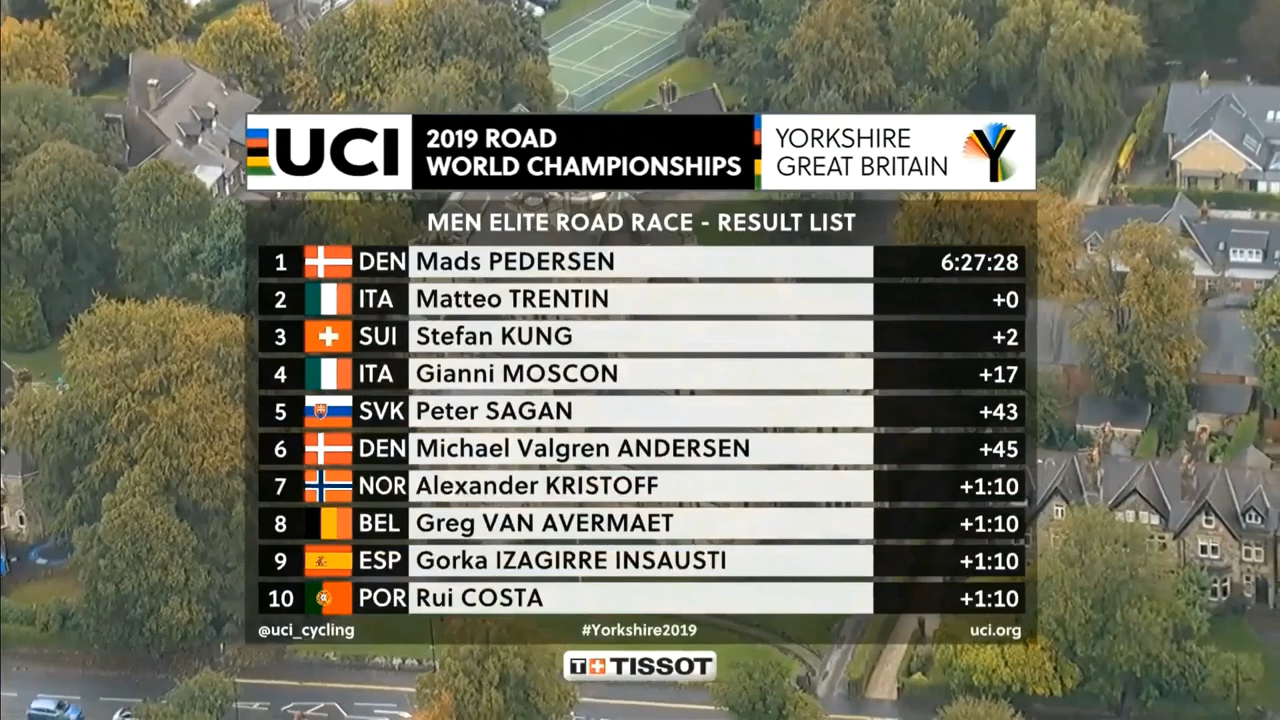 UCI
2019 ROAD
WORLD CHAMPIONSHIPS
YORKSHIRE
GREAT BRITAIN
Y
MEN ELITE ROAD RACE - RESULT LIST
1 DEN Mads PEDERSEN 6:27:28
2 ITA Matteo TRENTIN +0
3 SUI Stefan KUNG +2
4 ITA Gianni MOSCON +17
5 SVK Peter SAGAN +43
6 DEN Michael Valgren ANDERSEN +45
7 NOR Alexander KRISTOFF +1:10
8 BEL Greg VAN AVERMAET +1:10
9 ESP Gorka IZAGIRRE INSAUSTI +1:10
10 POR Rui COSTA +1:10
@uci_cycling #Yorkshire2019 uci.org
T+ TISSOT